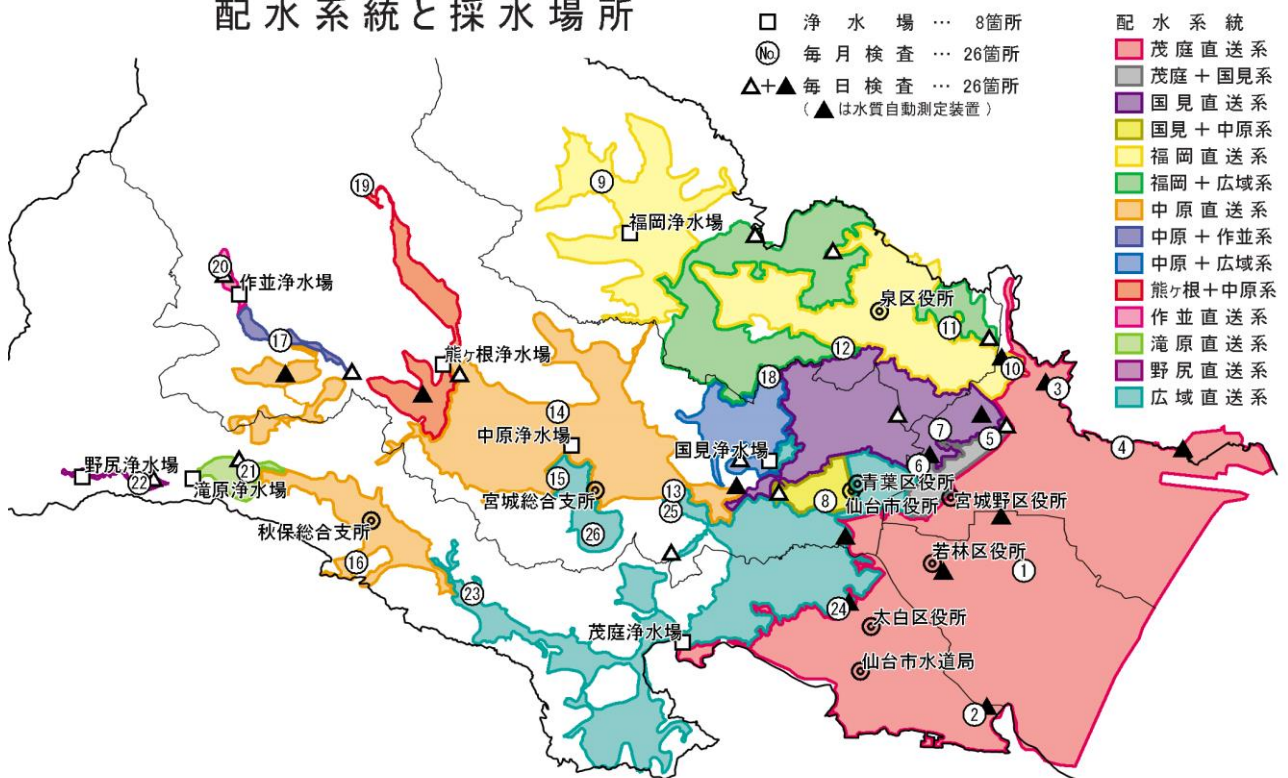 配水系統と採水場所
浄水場 … 8箇所
No. 毎月検査 … 26箇所
△+▲ 毎日検査 … 26箇所
(▲は水質自動測定装置)
配水系統
茂庭直送系
茂庭+国見系
国見直送系
国見+中原系
福岡直送系
福岡+広域系
中原直送系
中原+作並系
中原+広域系
熊ヶ根+中原系
作並直送系
滝原直送系
野尻直送系
広域直送系
⑲
⑨
福岡浄水場
⑳
作並浄水場
泉区役所
⑪
⑰
熊ヶ根浄水場
⑫
⑩
⑱
③
⑭
中原浄水場
国見浄水場
⑦
⑤
④
野尻浄水場
㉒
㉑
滝原浄水場
⑮
宮城総合支所
⑬
㉕
⑥
⑧
青葉区役所
仙台市役所
宮城野区役所
秋保総合支所
㉖
⑯
若林区役所
①
㉓
㉔
茂庭浄水場
太白区役所
仙台市水道局
②